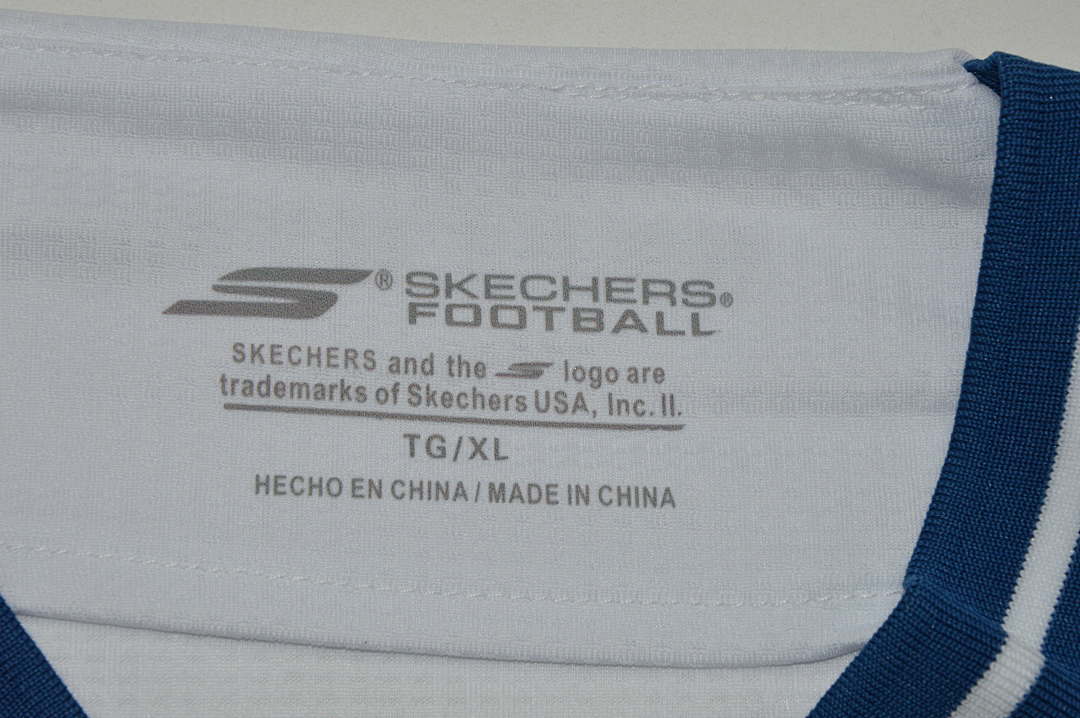 ® SKECHERS®
FOOTBALL
SKECHERS and the logo are
trademarks of Skechers USA, Inc. II.
TG/XL
HECHO EN CHINA / MADE IN CHINA